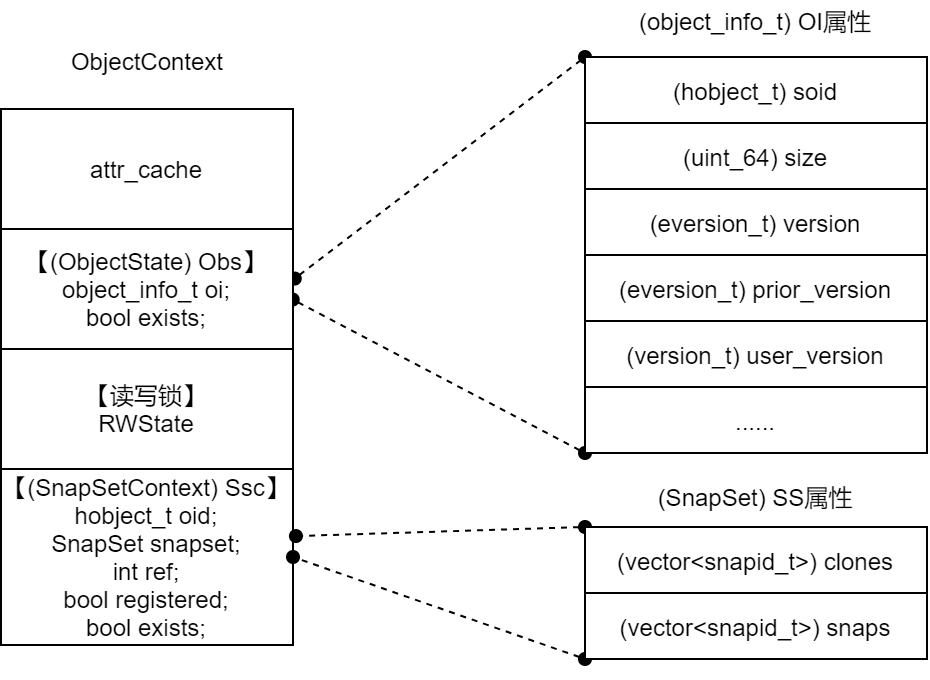 ObjectContext
attr_cache
【(ObjectState) Obs】
object_info_t oi;
bool exists;
【读写锁】
RWState
【(SnapSetContext) Ssc】
hobject_t oid;
SnapSet snapset;
int ref;
bool registered;
bool exists;
(object_info_t) OI属性
(hobject_t) soid
(uint_64) size
(eversion_t) version
(eversion_t) prior_version
(version_t) user_version
......
(SnapSet) SS属性
(vector<snapid_t>) clones
(vector<snapid_t>) snaps